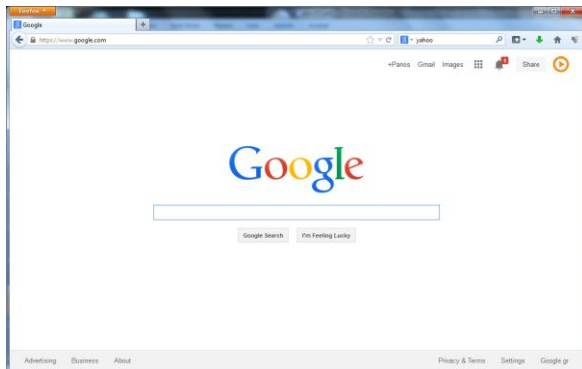 Firefox
Google
https://www.google.com
yahoo
+Panos Gmail Images Share
Google
Google Search I'm Feeling Lucky
Advertising Business About Privacy & Terms Settings Google.gr